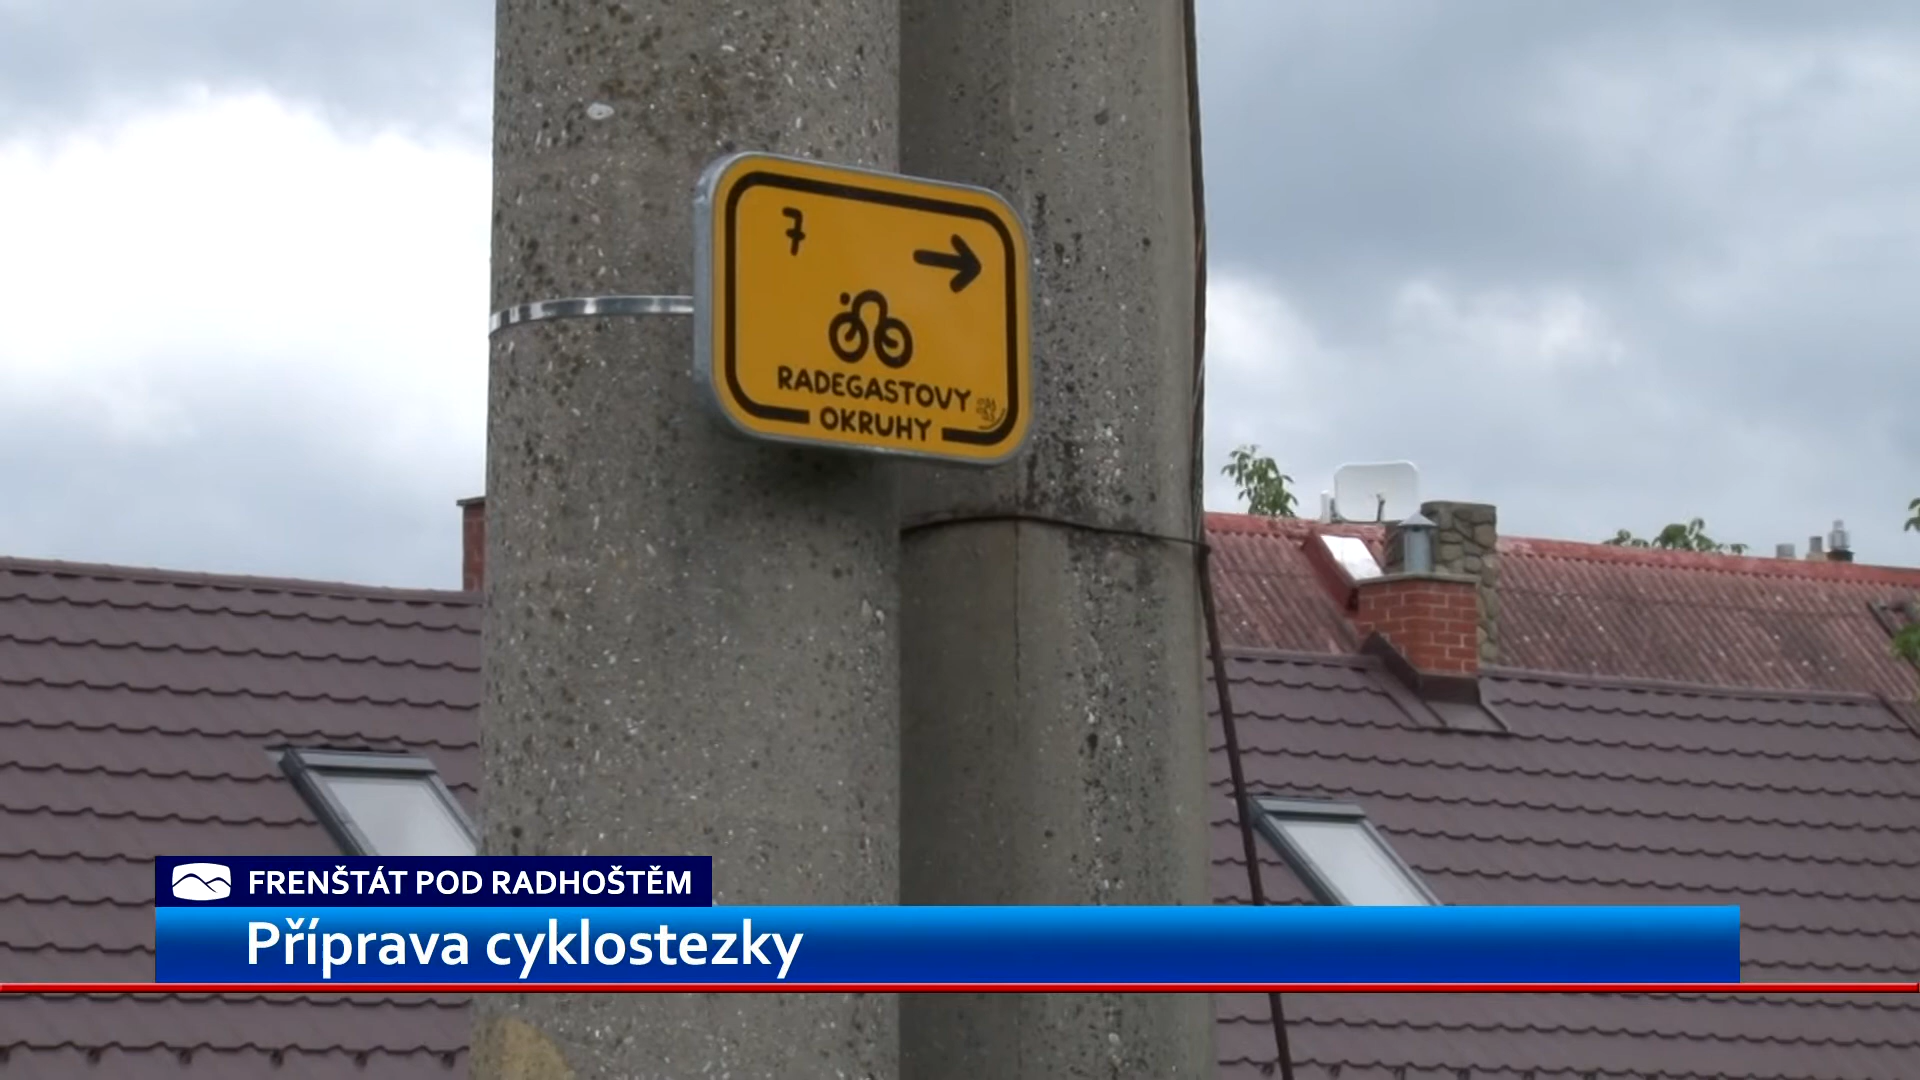 7
RADEGASTOVY
OKRUHY
FRENŠTÁT POD RADHOŠTĚM
Příprava cyklostezky